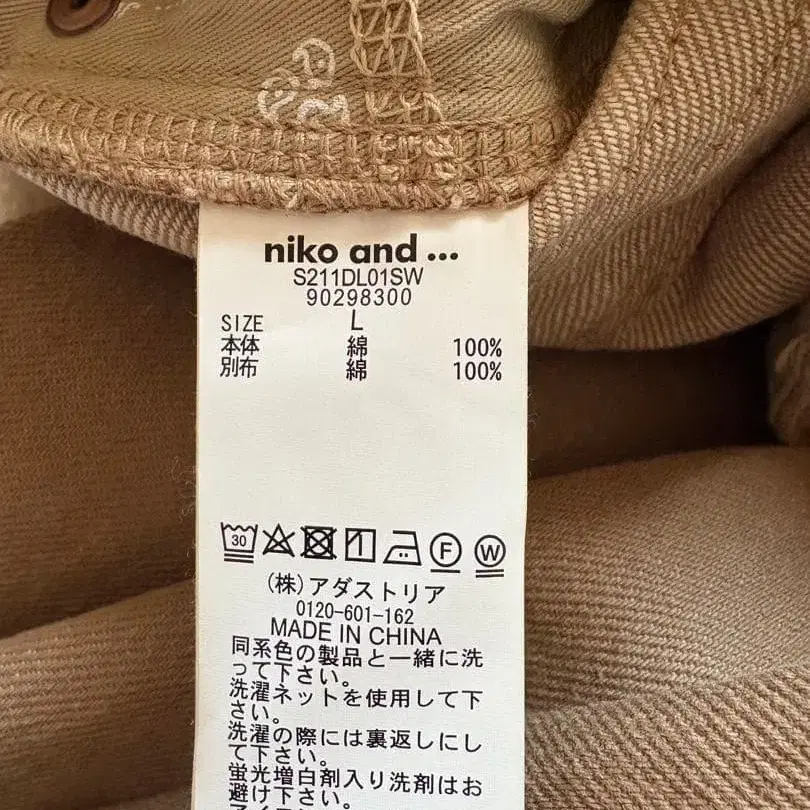 niko and ...
S211DL01SW
90298300
SIZE L
本体 綿 100%
別布 綿 100%
30 F W
(株)アダストリア
0120-601-162
MADE IN CHINA
同系色の製品と一緒に洗
って下さい。
洗濯ネットを使用して下
さい。
洗濯の際には裏返しにし
て下さい。
蛍光増白剤入り洗剤はお
避け下さい。